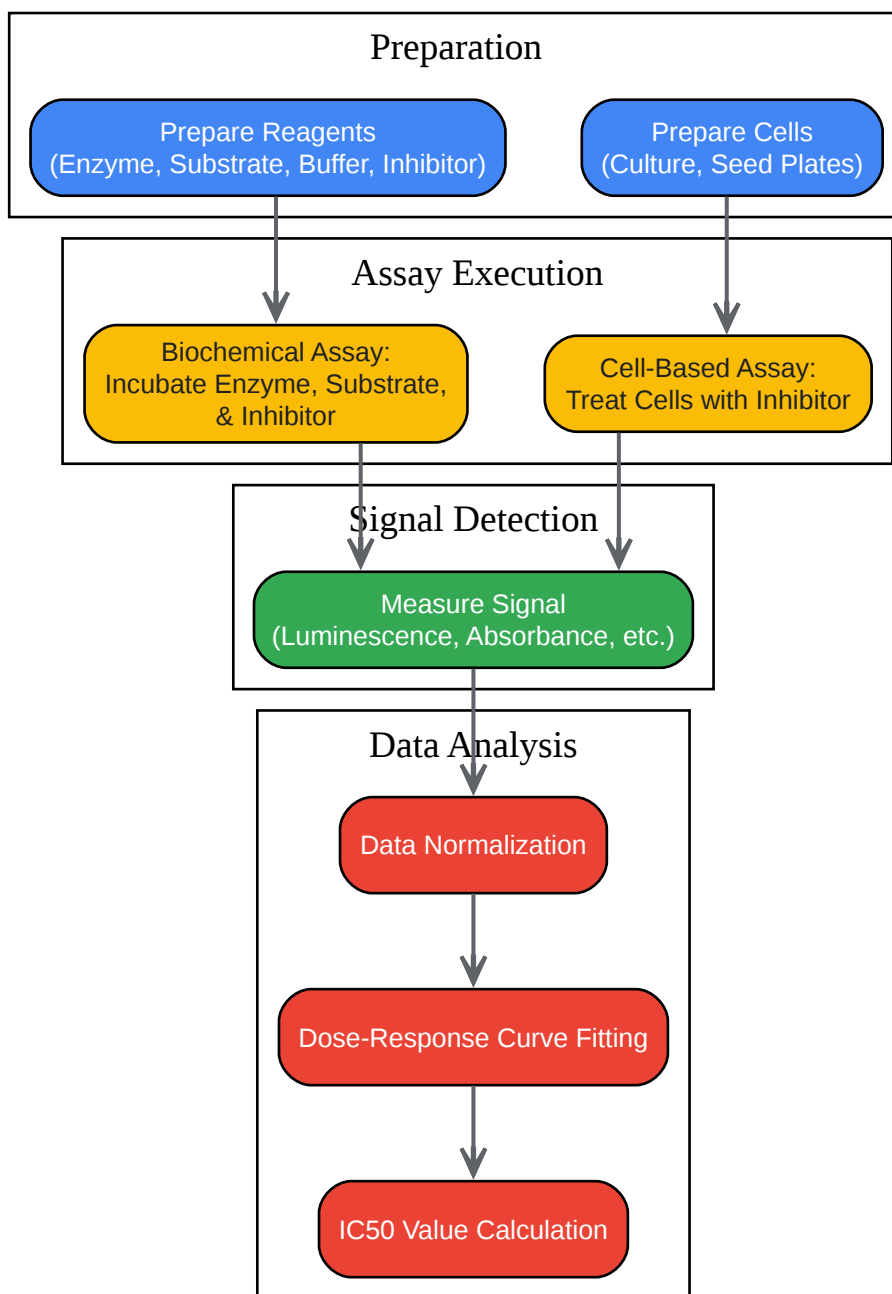 Preparation
Prepare Reagents
(Enzyme, Substrate, Buffer, Inhibitor)
Prepare Cells
(Culture, Seed Plates)
Assay Execution
Biochemical Assay:
Incubate Enzyme, Substrate,
& Inhibitor
Cell-Based Assay:
Treat Cells with Inhibitor
Signal Detection
Measure Signal
(Luminescence, Absorbance, etc.)
Data Analysis
Data Normalization
Dose-Response Curve Fitting
IC50 Value Calculation